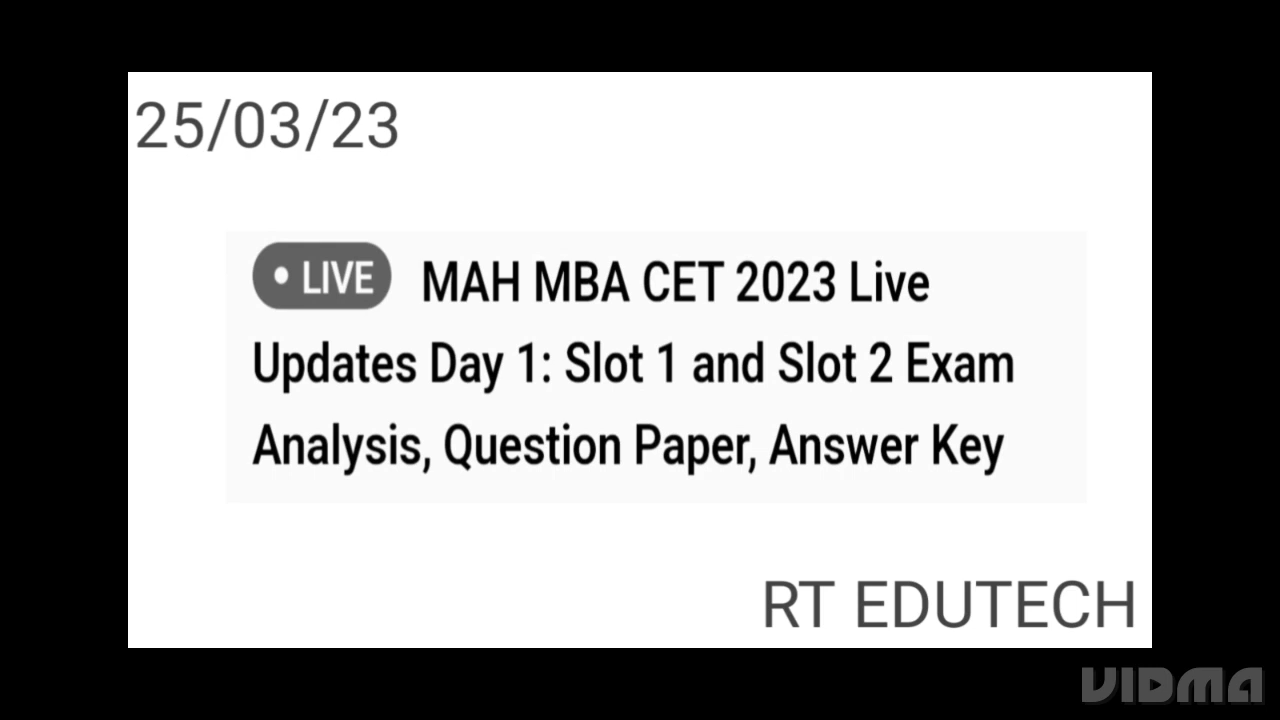 25/03/23
• LIVE MAH MBA CET 2023 Live
Updates Day 1: Slot 1 and Slot 2 Exam
Analysis, Question Paper, Answer Key
RT EDUTECH
VIDMA